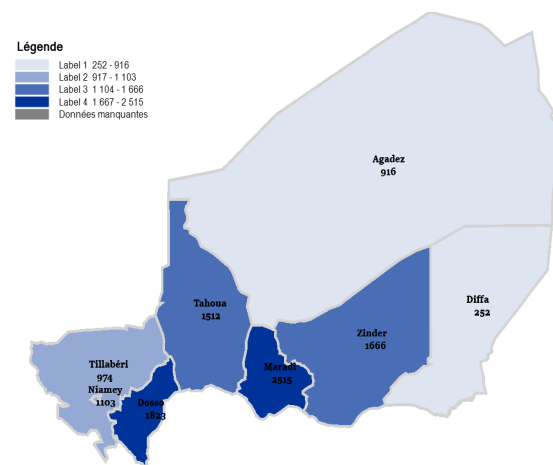 Légende
Label 1 252 - 916
Label 2 917 - 1 103
Label 3 1 104 - 1 666
Label 4 1 667 - 2 515
Données manquantes
Agadez
916
Diffa
252
Tahoua
1512
Zinder
1666
Tillabéri
974
Maradi
2515
Niamey
1103
Dosso
1823